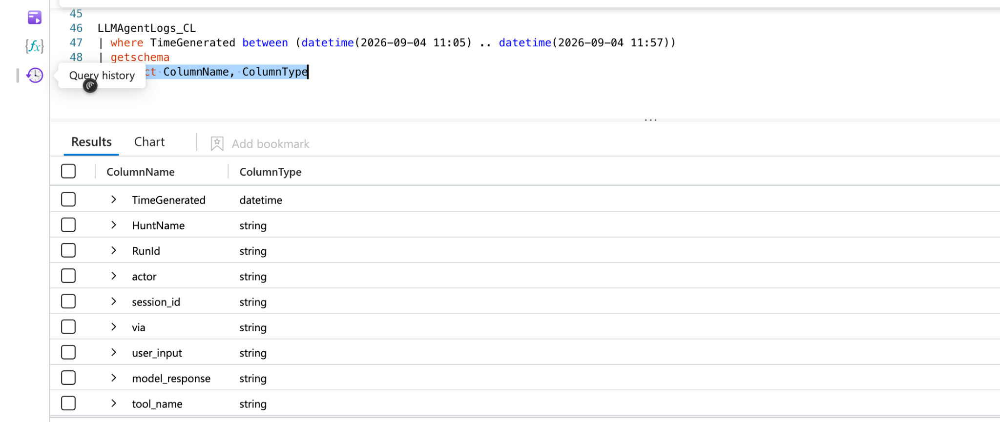 45
46 LLMAgentLogs_CL
47 | where TimeGenerated between (datetime(2026-09-04 11:05) .. datetime(2026-09-04 11:57))
48 | getschema
Query history
ct ColumnName, ColumnType
Results Chart Add bookmark
ColumnName ColumnType
TimeGenerated datetime
HuntName string
RunId string
actor string
session_id string
via string
user_input string
model_response string
tool_name string